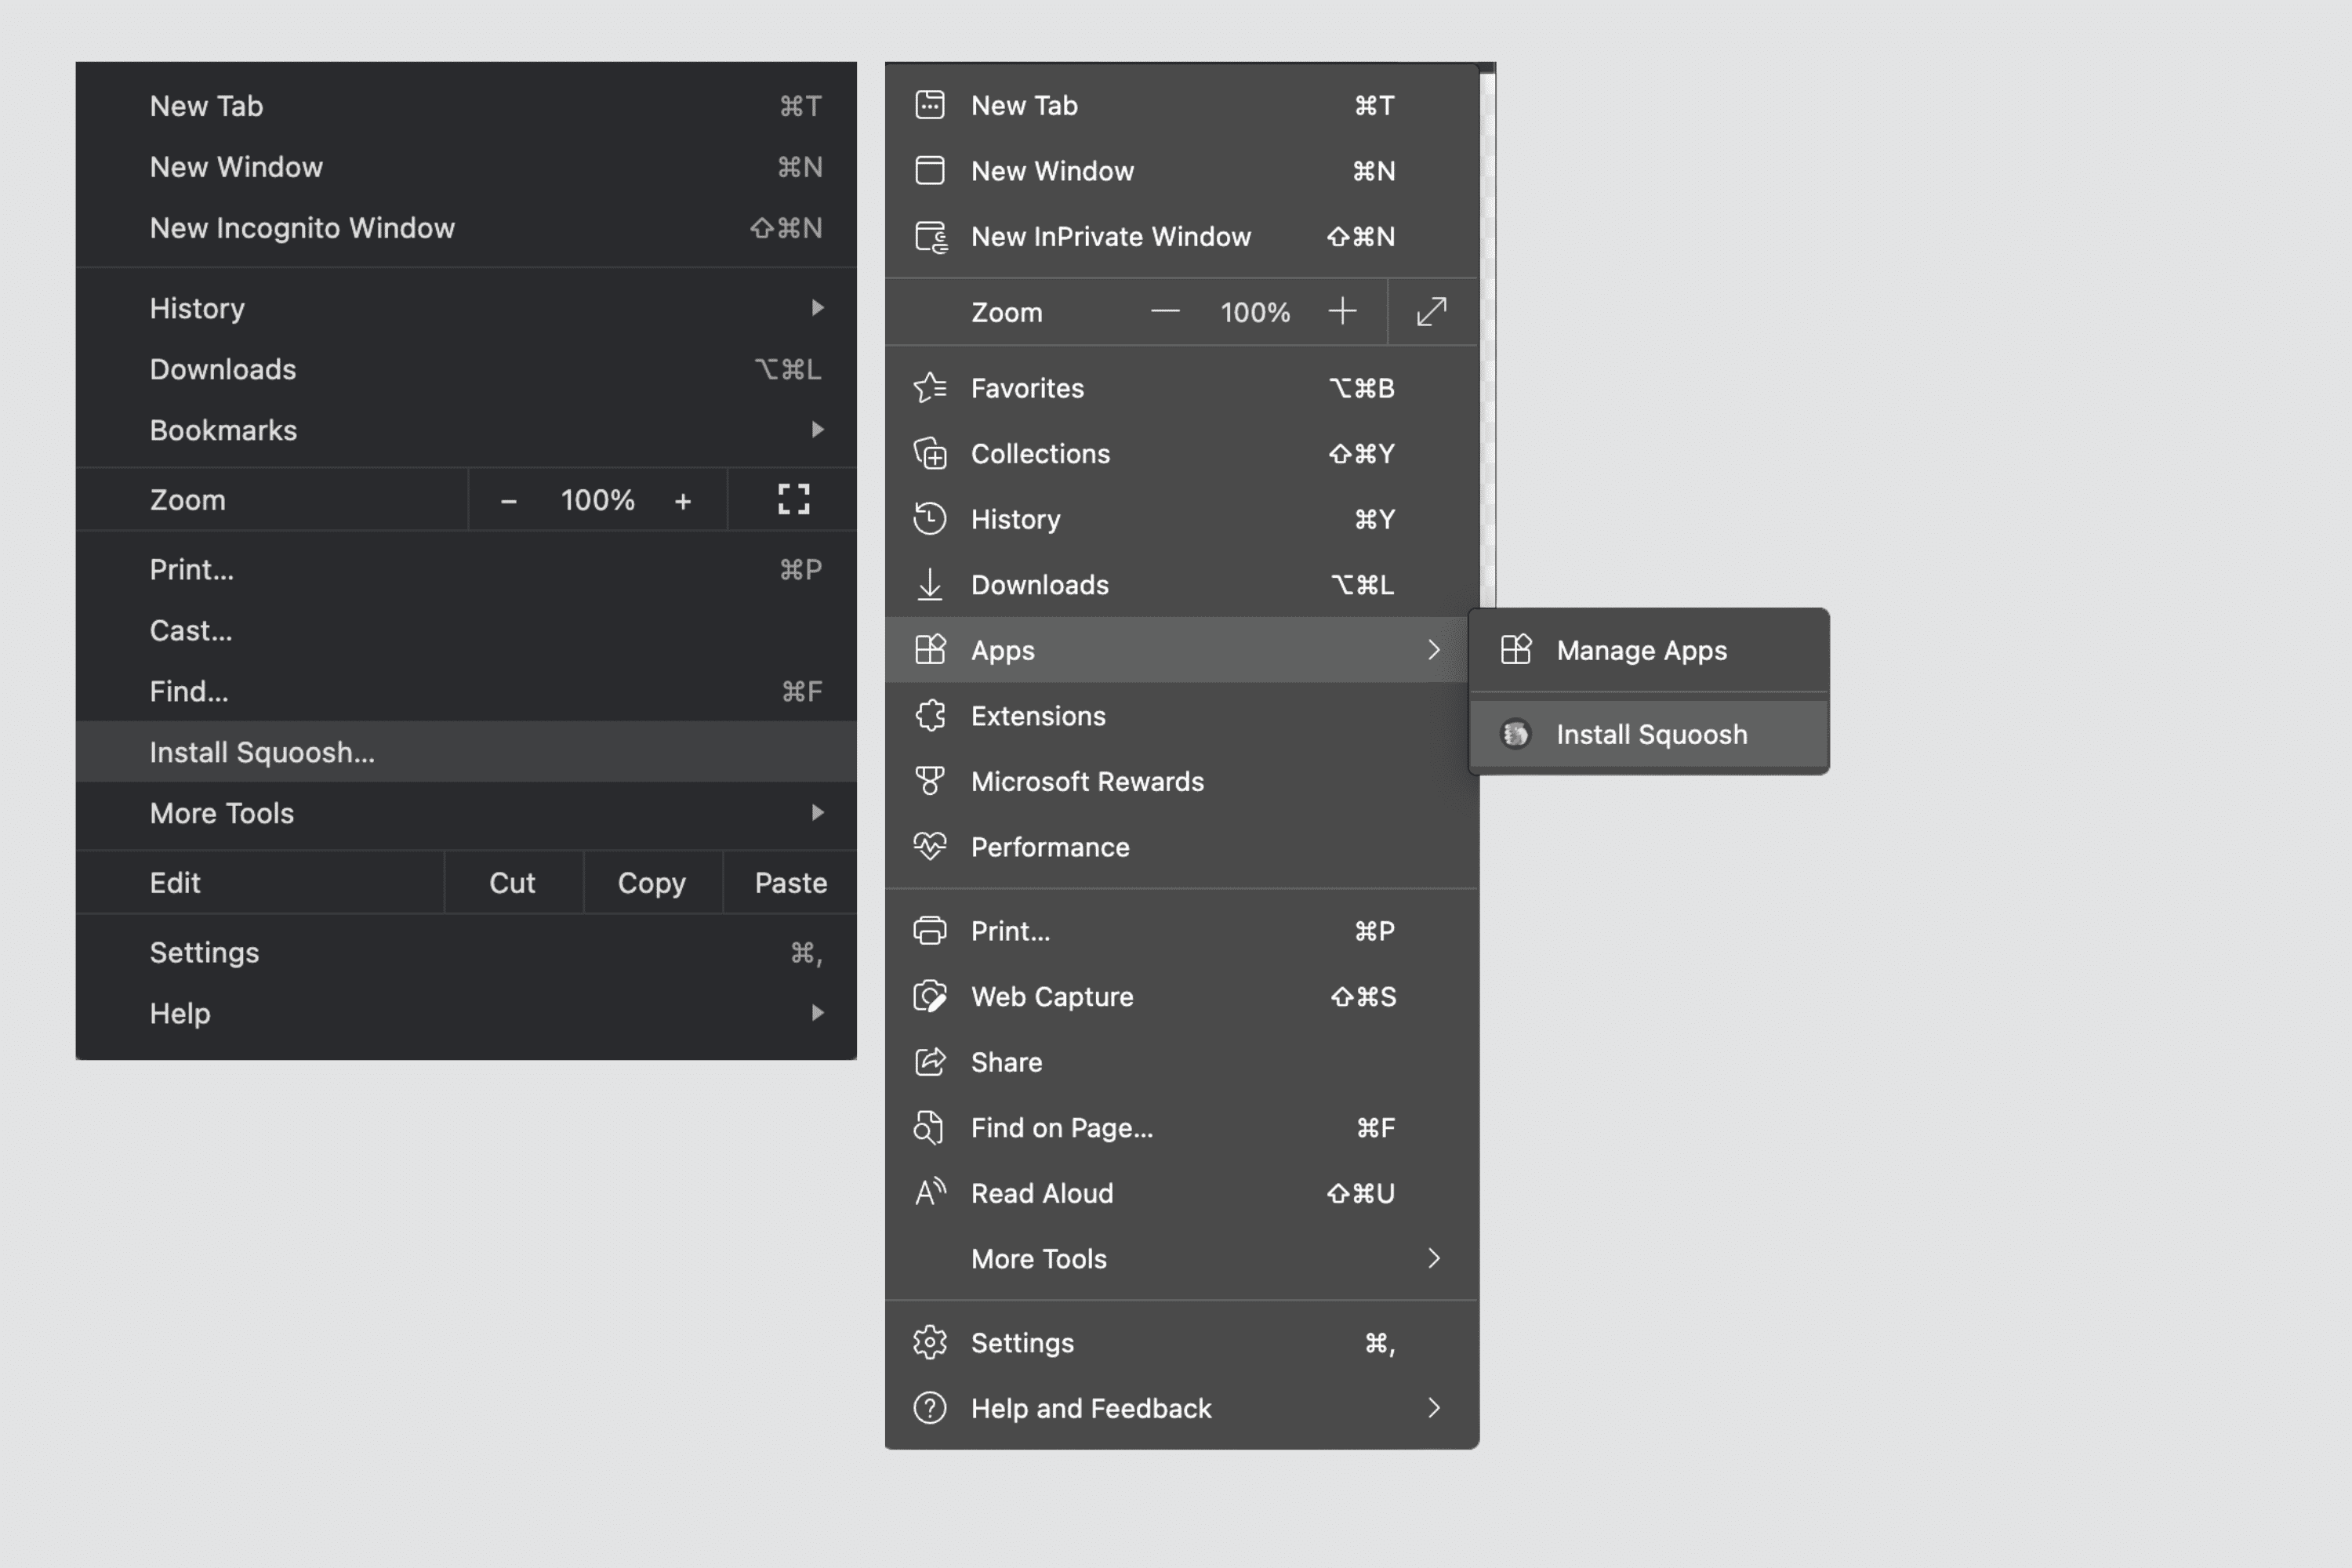 New Tab ⌘T
New Window ⌘N
New Incognito Window ⇧⌘N
History
Downloads ⌥⌘L
Bookmarks
Zoom − 100% +
Print... ⌘P
Cast...
Find... ⌘F
Install Squoosh...
More Tools
Edit Cut Copy Paste
Settings ⌘,
Help
New Tab ⌘T
New Window ⌘N
New InPrivate Window ⇧⌘N
Zoom — 100% +
Favorites ⌥⌘B
Collections ⇧⌘Y
History ⌘Y
Downloads ⌥⌘L
Apps
Extensions
Microsoft Rewards
Performance
Print... ⌘P
Web Capture ⇧⌘S
Share
Find on Page... ⌘F
Read Aloud ⇧⌘U
More Tools
Settings ⌘,
Help and Feedback
Manage Apps
Install Squoosh